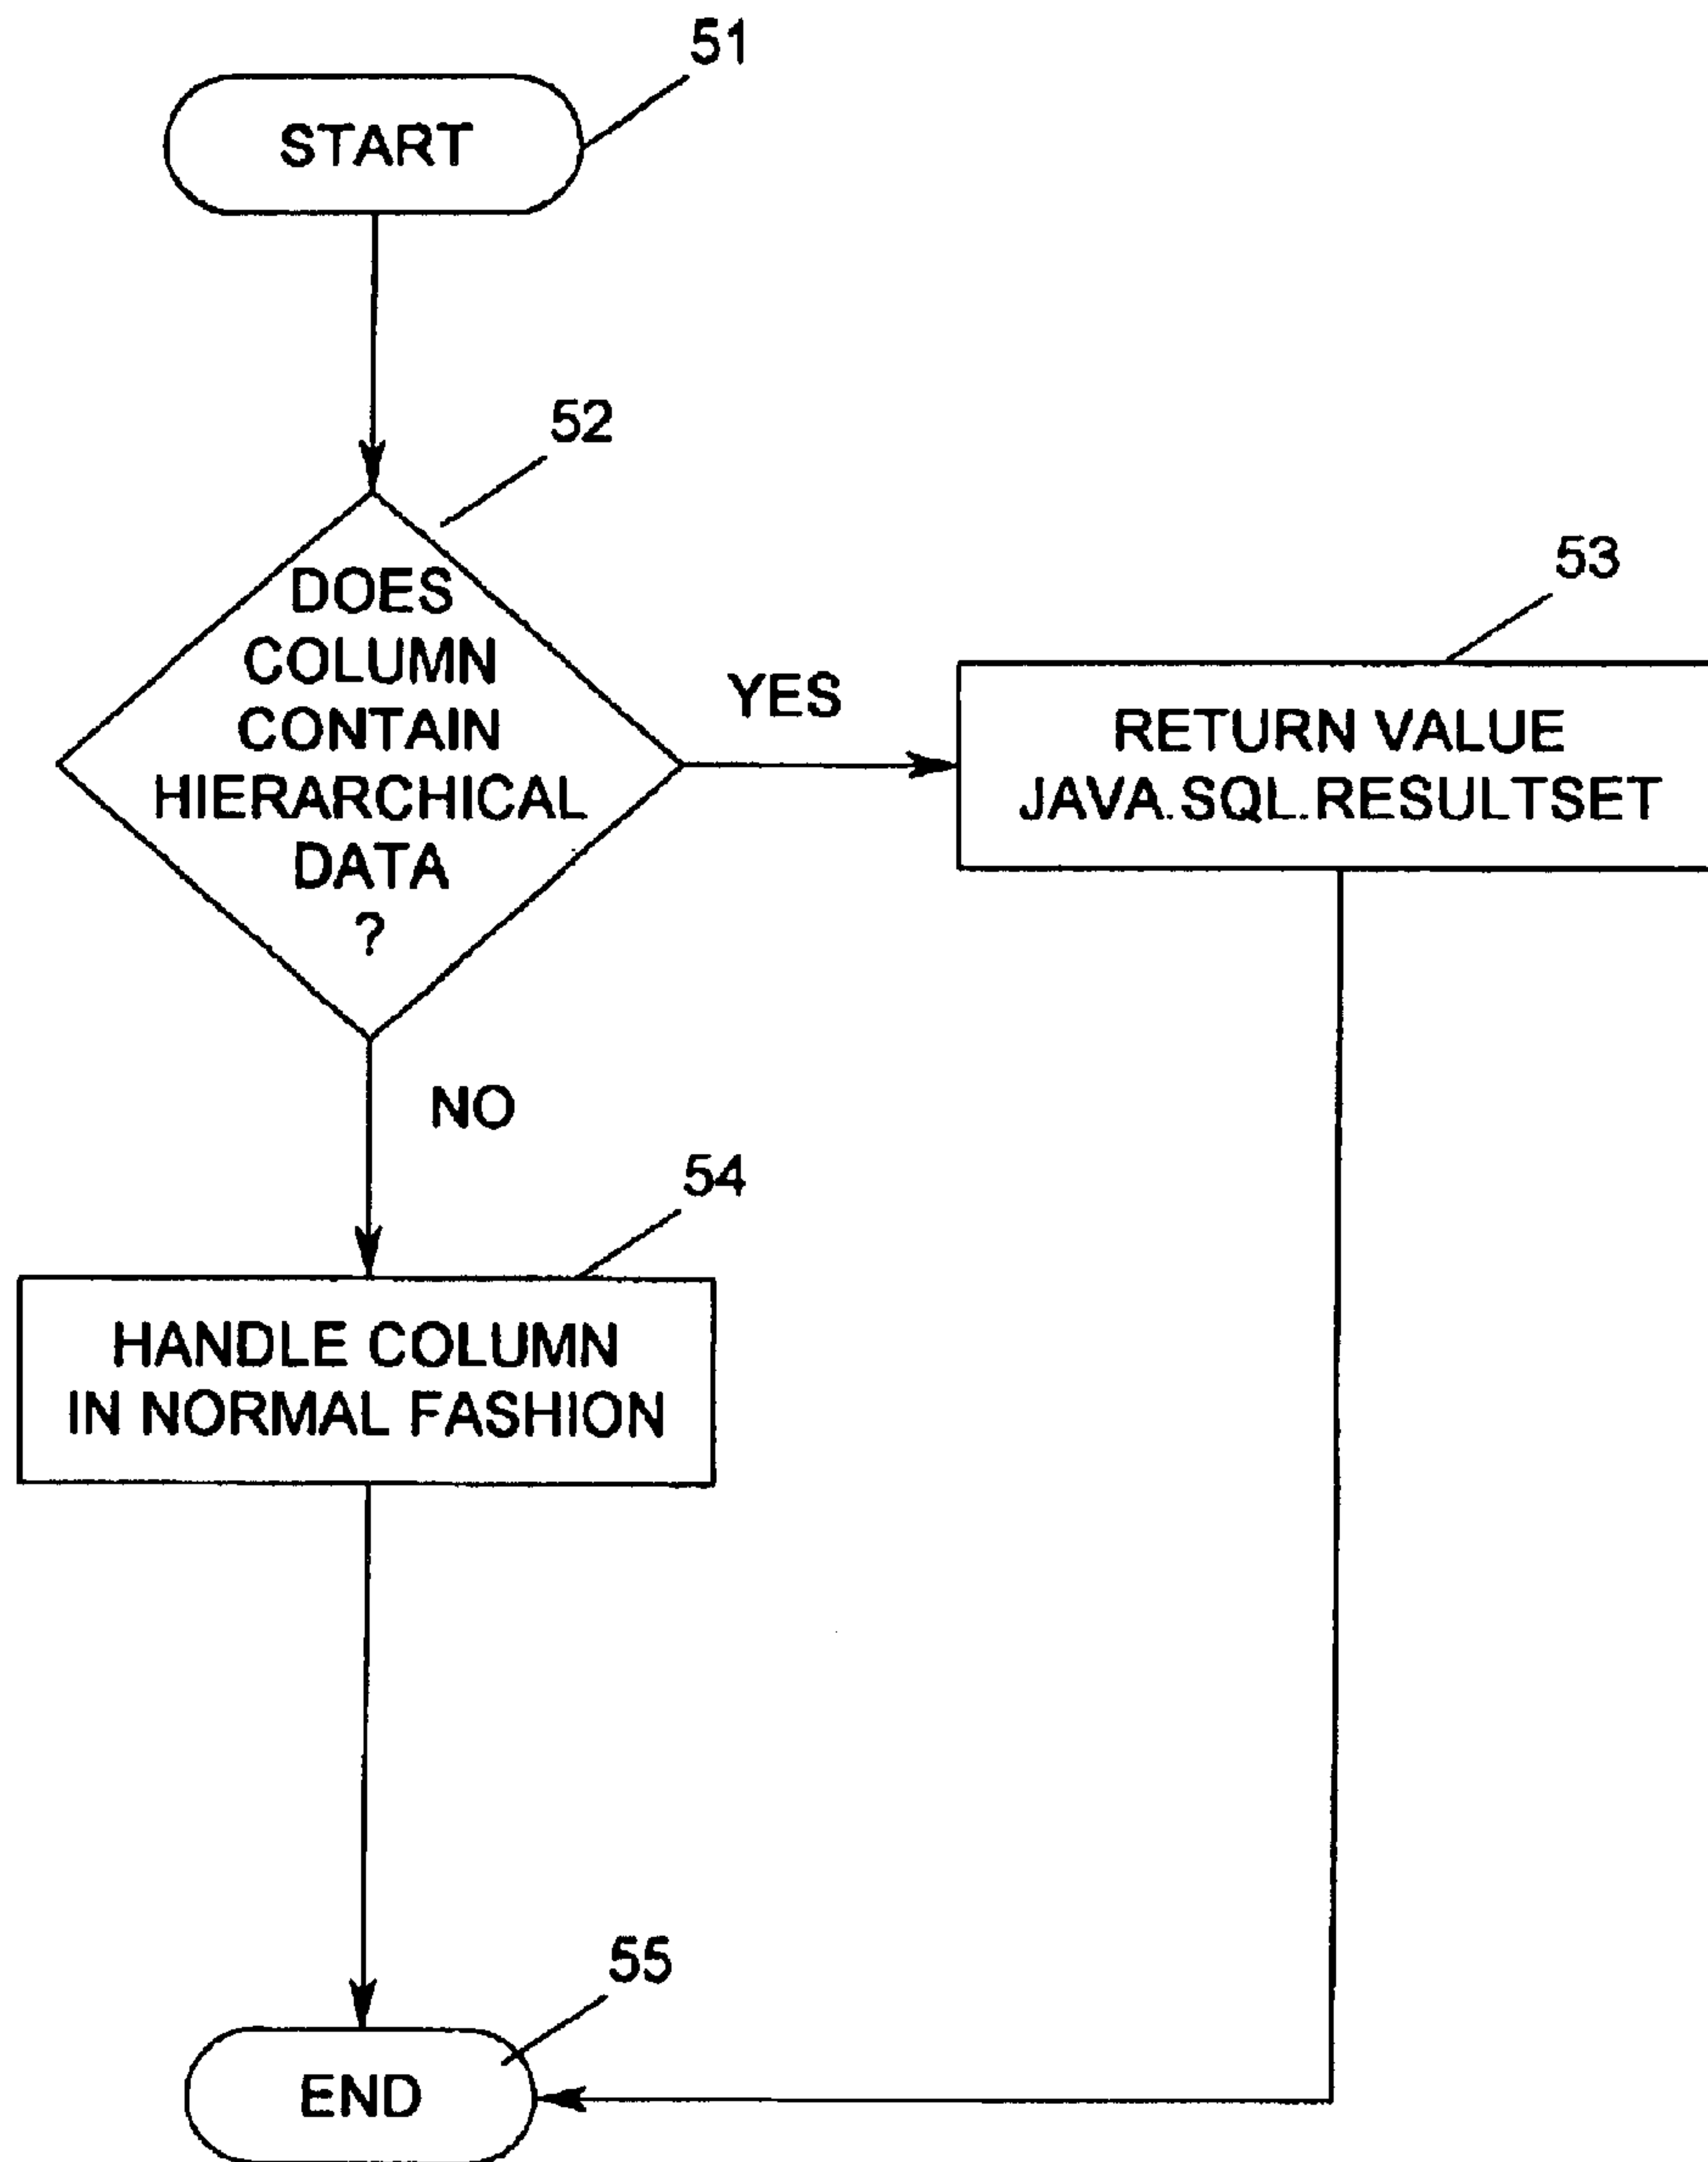 51
START
52
DOES
COLUMN
CONTAIN
HIERARCHICAL
DATA
?
YES
53
RETURN VALUE
JAVA.SQL.RESULTSET
NO
54
HANDLE COLUMN
IN NORMAL FASHION
55
END